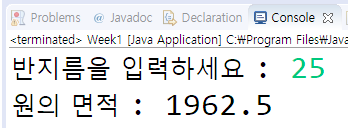 Problems @ Javadoc Declaration Console
<terminated> Week1 [Java Application] C:₩Program Files₩Java
반지름을 입력하세요 : 25
원의 면적 : 1962.5